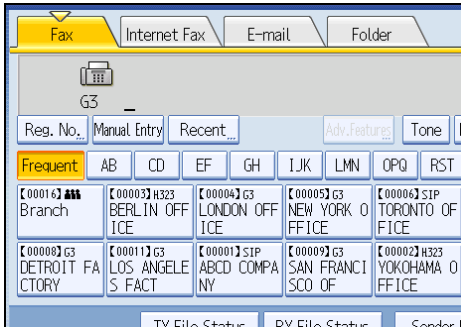 Fax Internet Fax E-mail Folder
G3 _
Reg. No. Manual Entry Recent Adv.Features Tone
Frequent AB CD EF GH IJK LMN OPQ RST
【00016】 【00003】H323 【00004】G3 【00005】G3 【00006】SIP
Branch BERLIN OFF LONDON OFF NEW YORK O TORONTO OF
ICE ICE FFICE FICE
【00008】G3 【00011】G3 【00001】SIP 【00009】G3 【00002】H323
DETROIT FA LOS ANGELE ABCD COMPA SAN FRANCI YOKOHAMA O
CTORY S FACT NY SCO OF FFICE
TX File Status RX File Status Sender